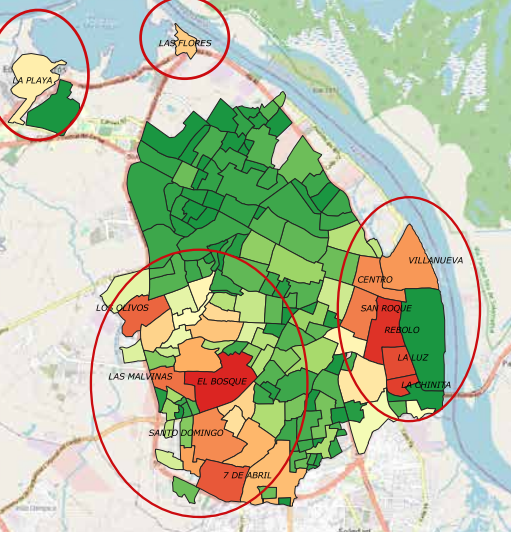 LAS FLORES
LA PLAYA
VILLANUEVA
CENTRO
LOS OLIVOS
SAN ROQUE
REBOLO
LA LUZ
LAS MALVINAS
EL BOSQUE
LA CHINITA
SANTO DOMINGO
7 DE ABRIL